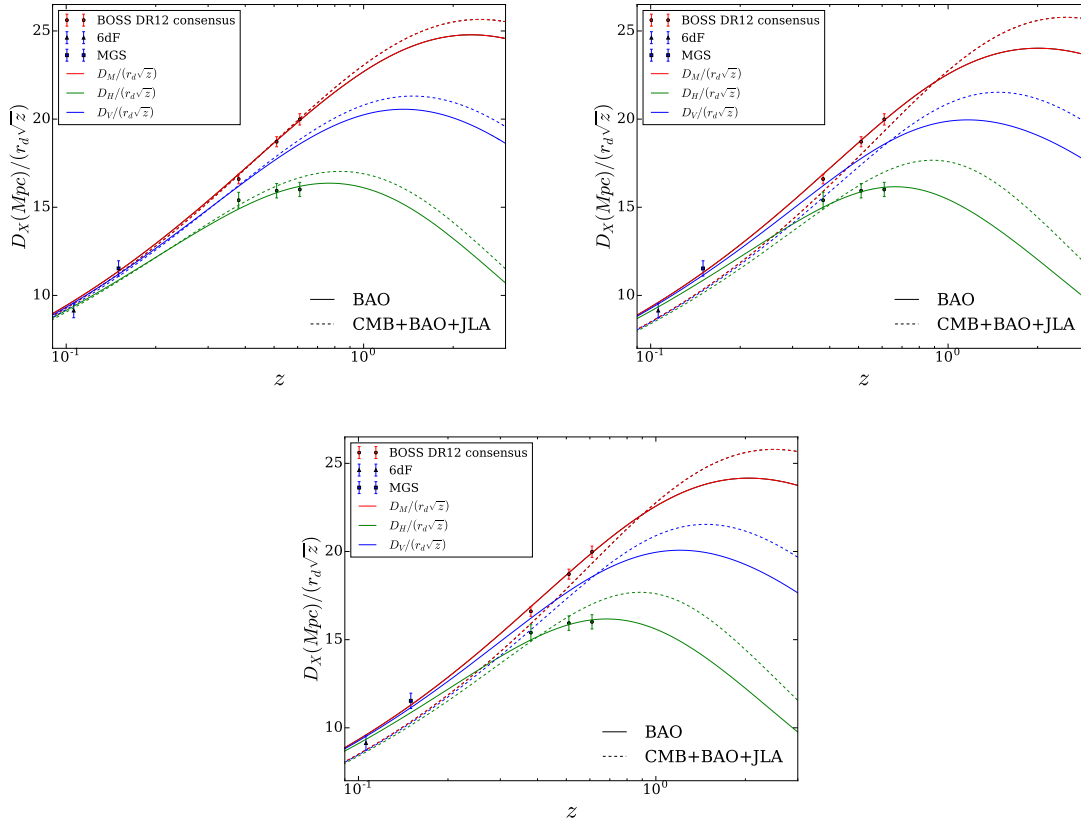 BOSS DR12 consensus
6dF
MGS
D_M/(r_d√z)
D_H/(r_d√z)
D_V/(r_d√z)
BAO
CMB+BAO+JLA
D_X(Mpc)/(r_d√z)
25
20
15
10
10^-1
10^0
z
BOSS DR12 consensus
6dF
MGS
D_M/(r_d√z)
D_H/(r_d√z)
D_V/(r_d√z)
BAO
CMB+BAO+JLA
D_X(Mpc)/(r_d√z)
25
20
15
10
10^-1
10^0
z
BOSS DR12 consensus
6dF
MGS
D_M/(r_d√z)
D_H/(r_d√z)
D_V/(r_d√z)
BAO
CMB+BAO+JLA
D_X(Mpc)/(r_d√z)
25
20
15
10
10^-1
10^0
z